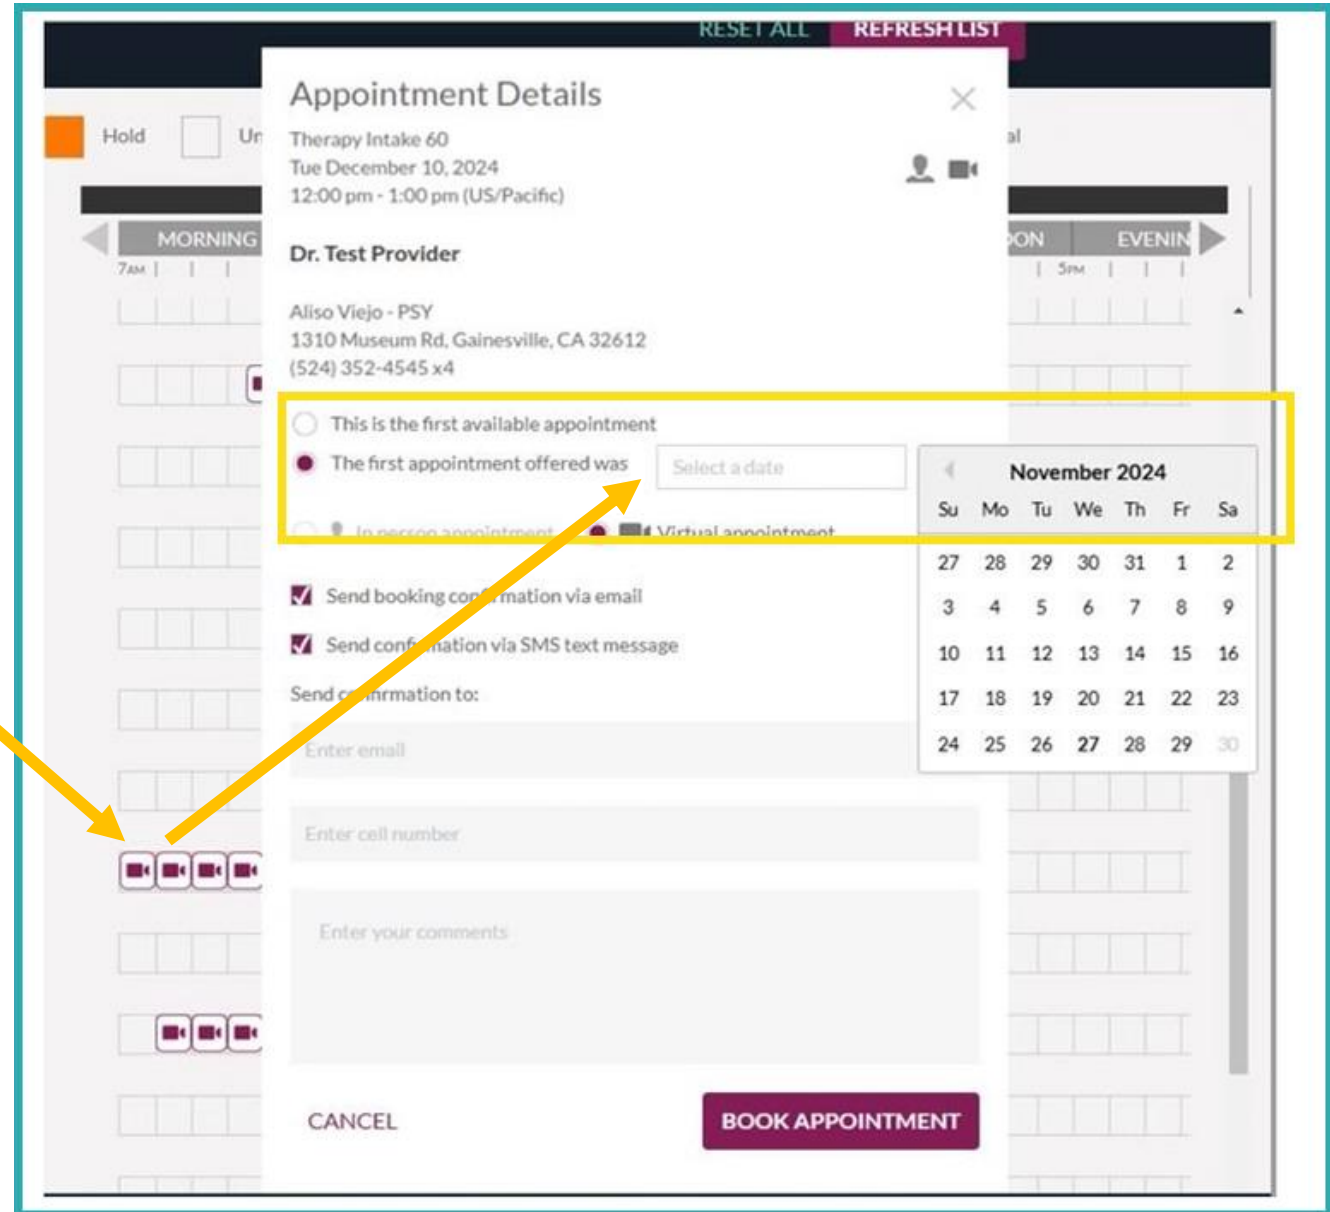 RESET ALL REFRESH LIST
Appointment Details
Hold Un al
Therapy Intake 60
Tue December 10, 2024
12:00 pm - 1:00 pm (US/Pacific)
MORNING OON EVENIN
7AM 5PM
Dr. Test Provider
Aliso Viejo - PSY
1310 Museum Rd, Gainesville, CA 32612
(524) 352-4545 x4
This is the first available appointment
The first appointment offered was Select a date
November 2024
Su Mo Tu We Th Fr Sa
In person appointment Virtual appointment
27 28 29 30 31 1 2
3 4 5 6 7 8 9
10 11 12 13 14 15 16
17 18 19 20 21 22 23
24 25 26 27 28 29 30
Send booking confirmation via email
Send confirmation via SMS text message
Send confirmation to:
Enter email
Enter cell number
Enter your comments
CANCEL BOOK APPOINTMENT